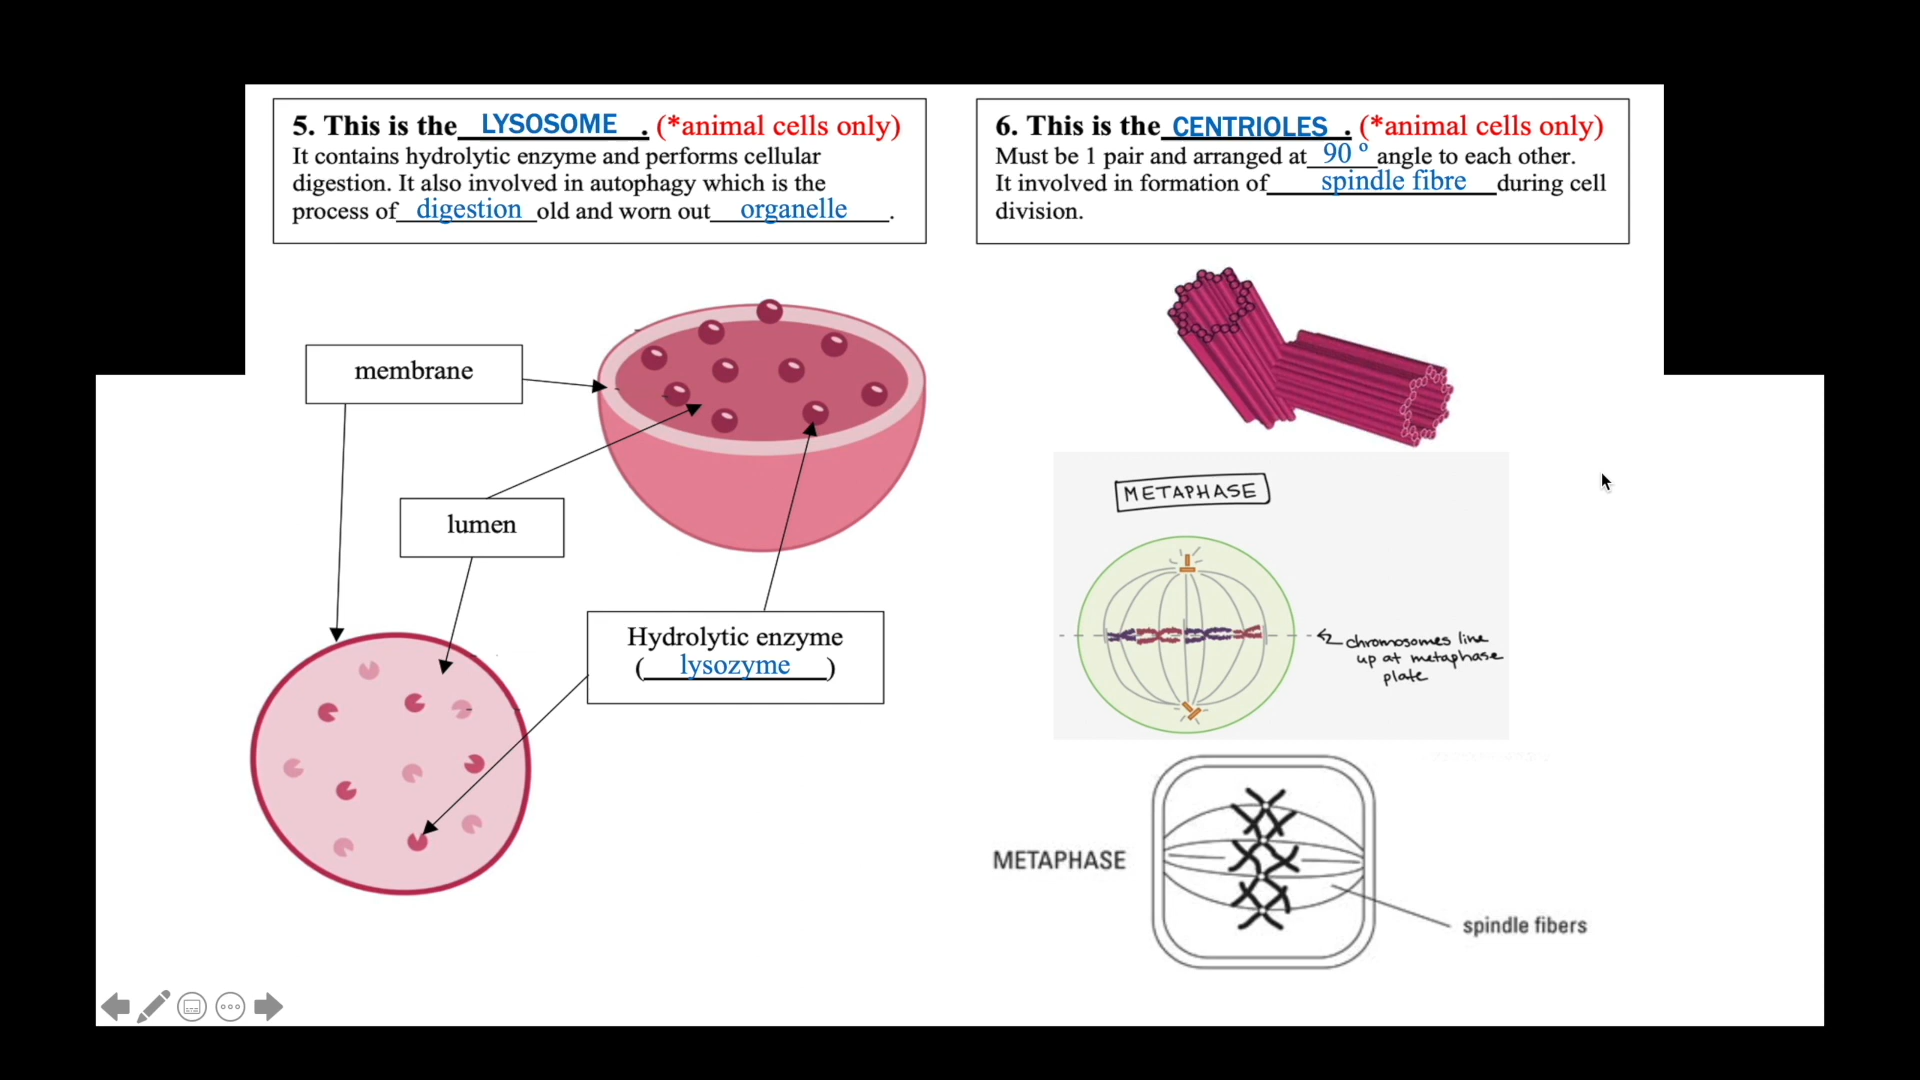 5. This is the LYSOSOME . (*animal cells only)
It contains hydrolytic enzyme and performs cellular
digestion. It also involved in autophagy which is the
process of digestion old and worn out organelle .
membrane
lumen
Hydrolytic enzyme
( lysozyme )
6. This is the CENTRIOLES . (*animal cells only)
Must be 1 pair and arranged at 90 º angle to each other.
It involved in formation of spindle fibre during cell
division.
METAPHASE
chromosomes line
up at metaphase
plate
METAPHASE
spindle fibers